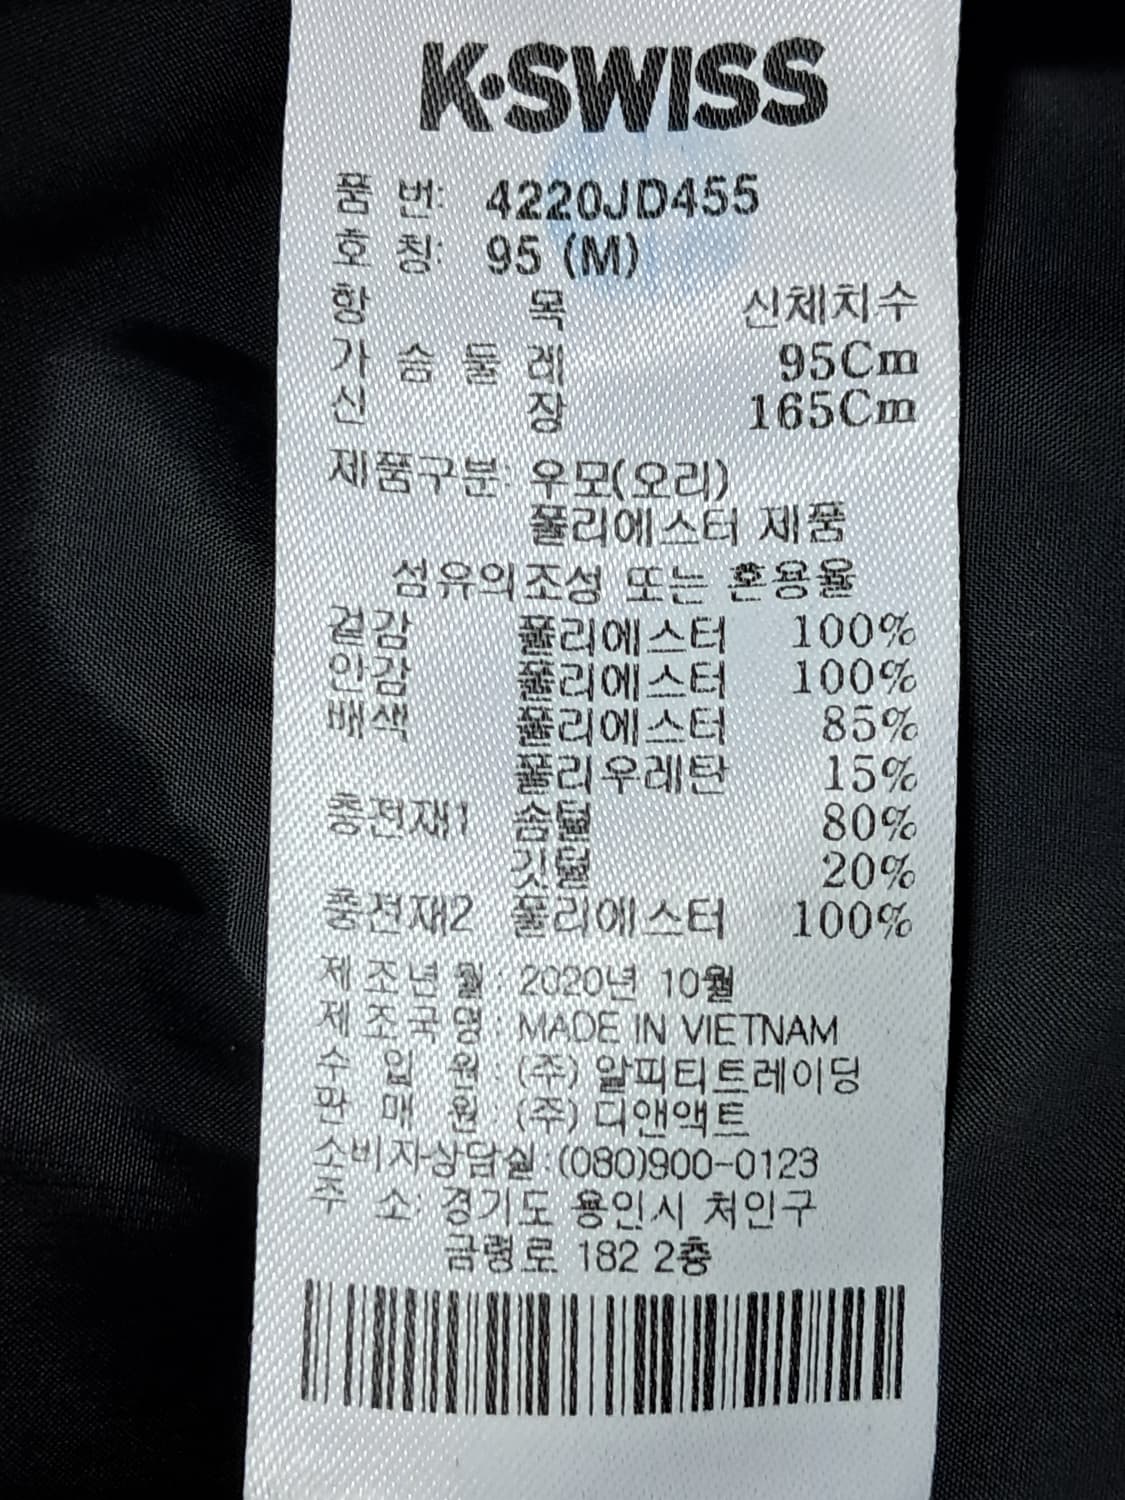 K·SWISS
품 번: 4220JD455
호 칭: 95 (M)
항 목 신체치수
가 슴 둘 레 95Cm
신 장 165Cm
제품구분: 우모(오리)
폴리에스터 제품
섬유의조성 또는 혼용율
겉감 폴리에스터 100%
안감 폴리에스터 100%
배색 폴리에스터 85%
폴리우레탄 15%
충전재1 솜털 80%
깃털 20%
충전재2 폴리에스터 100%
제 조 년 월 : 2020년 10월
제 조 국 명 : MADE IN VIETNAM
수 입 원 : (주) 알피티트레이딩
판 매 원 : (주) 디앤액트
소비자상담실:(080)900-0123
주 소: 경기도 용인시 처인구
금령로 182 2층